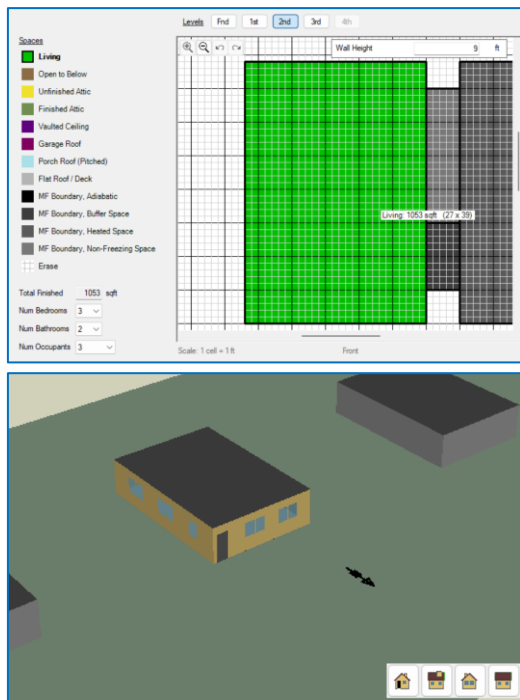 Levels Fnd 1st 2nd 3rd 4th
Spaces
Wall Height 9 ft
Living
Open to Below
Unfinished Attic
Finished Attic
Vaulted Ceiling
Garage Roof
Porch Roof (Pitched)
Flat Roof / Deck
MF Boundary, Adiabatic
MF Boundary, Buffer Space
MF Boundary, Heated Space
MF Boundary, Non-Freezing Space
Erase
Living: 1053 sqft (27 x 39)
Total Finished 1053 sqft
Num Bedrooms 3
Num Bathrooms 2
Num Occupants 3
Scale: 1 cell = 1 ft Front